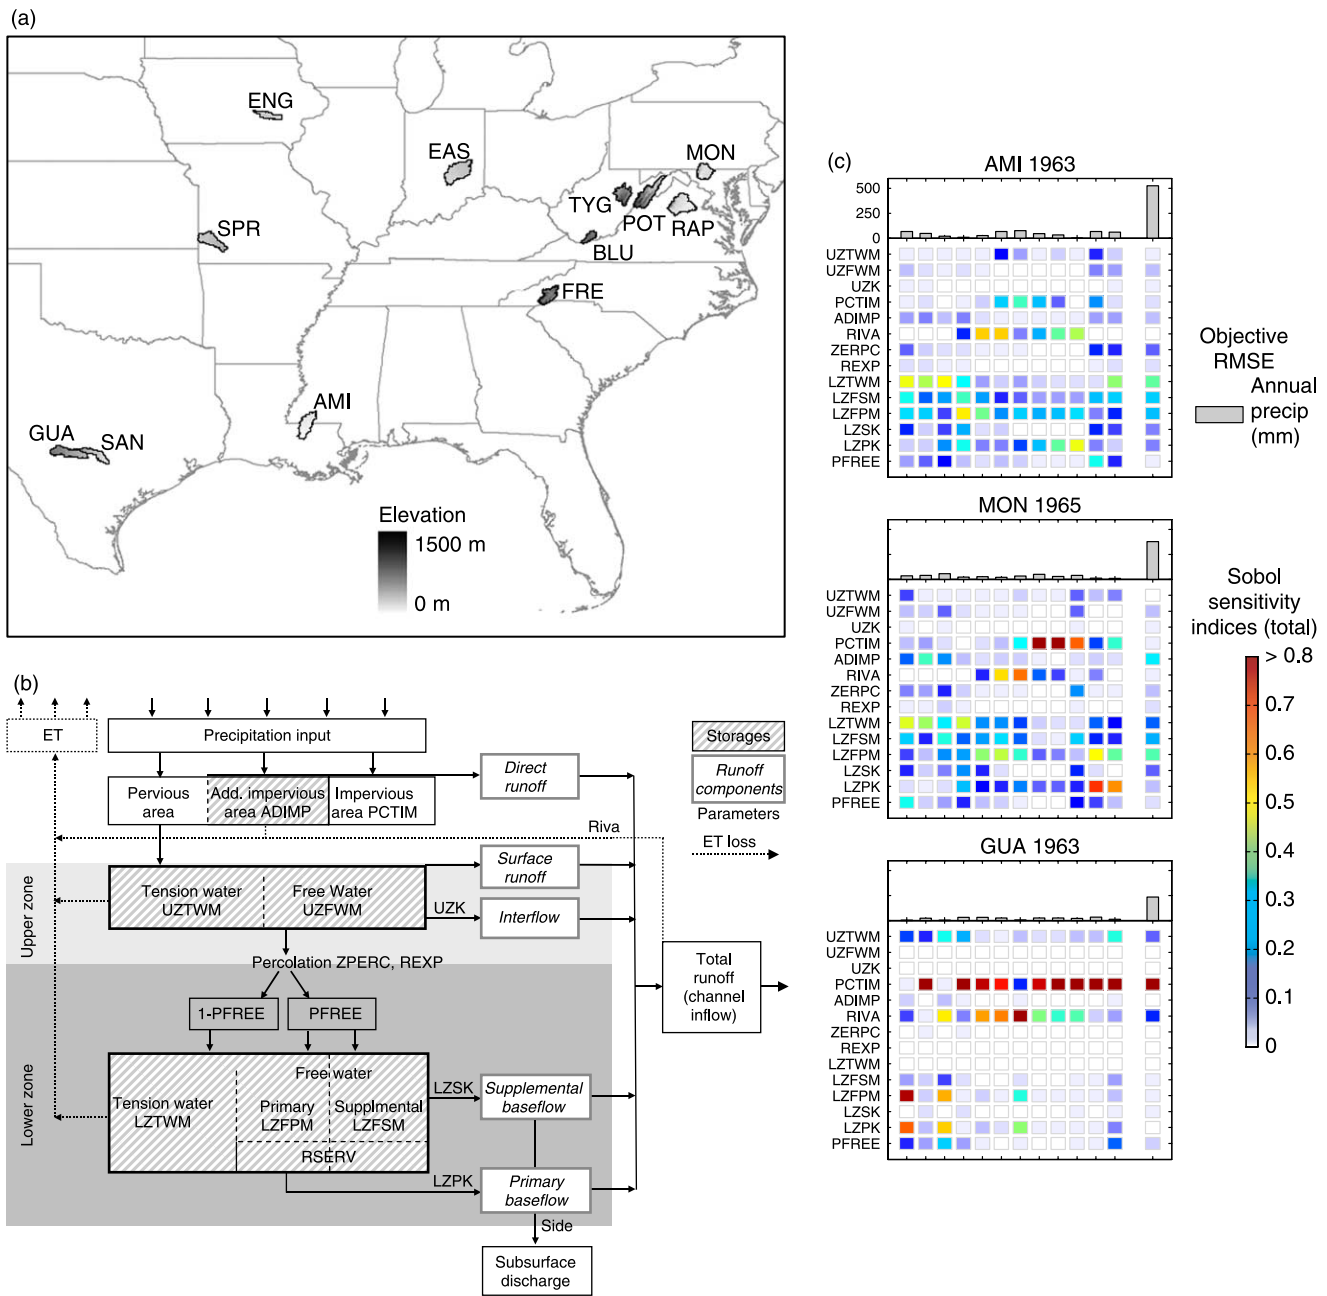 (a)
ENG
EAS
MON
TYG
POT
RAP
SPR
BLU
FRE
AMI
GUA
SAN
Elevation
1500 m
0 m
(b)
ET
Precipitation input
Pervious
area
Add. impervious
area ADIMP
Impervious
area PCTIM
Direct
runoff
Storages
Runoff
components
Parameters
ET loss
Riva
Upper zone
Tension water
UZTWM
Free Water
UZFWM
Surface
runoff
UZK
Interflow
Percolation ZPERC, REXP
Total
runoff
(channel
inflow)
1-PFREE
PFREE
Lower zone
Free water
Tension water
LZTWM
Primary
LZFPM
Supplmental
LZFSM
RSERV
LZSK
Supplemental
baseflow
LZPK
Primary
baseflow
Side
Subsurface
discharge
(c)
AMI 1963
500
250
0
UZTWM
UZFWM
UZK
PCTIM
ADIMP
RIVA
ZERPC
REXP
LZTWM
LZFSM
LZFPM
LZSK
LZPK
PFREE
MON 1965
UZTWM
UZFWM
UZK
PCTIM
ADIMP
RIVA
ZERPC
REXP
LZTWM
LZFSM
LZFPM
LZSK
LZPK
PFREE
GUA 1963
UZTWM
UZFWM
UZK
PCTIM
ADIMP
RIVA
ZERPC
REXP
LZTWM
LZFSM
LZFPM
LZSK
LZPK
PFREE
Objective
RMSE
Annual
precip
(mm)
Sobol
sensitivity
indices (total)
> 0.8
0.7
0.6
0.5
0.4
0.3
0.2
0.1
0